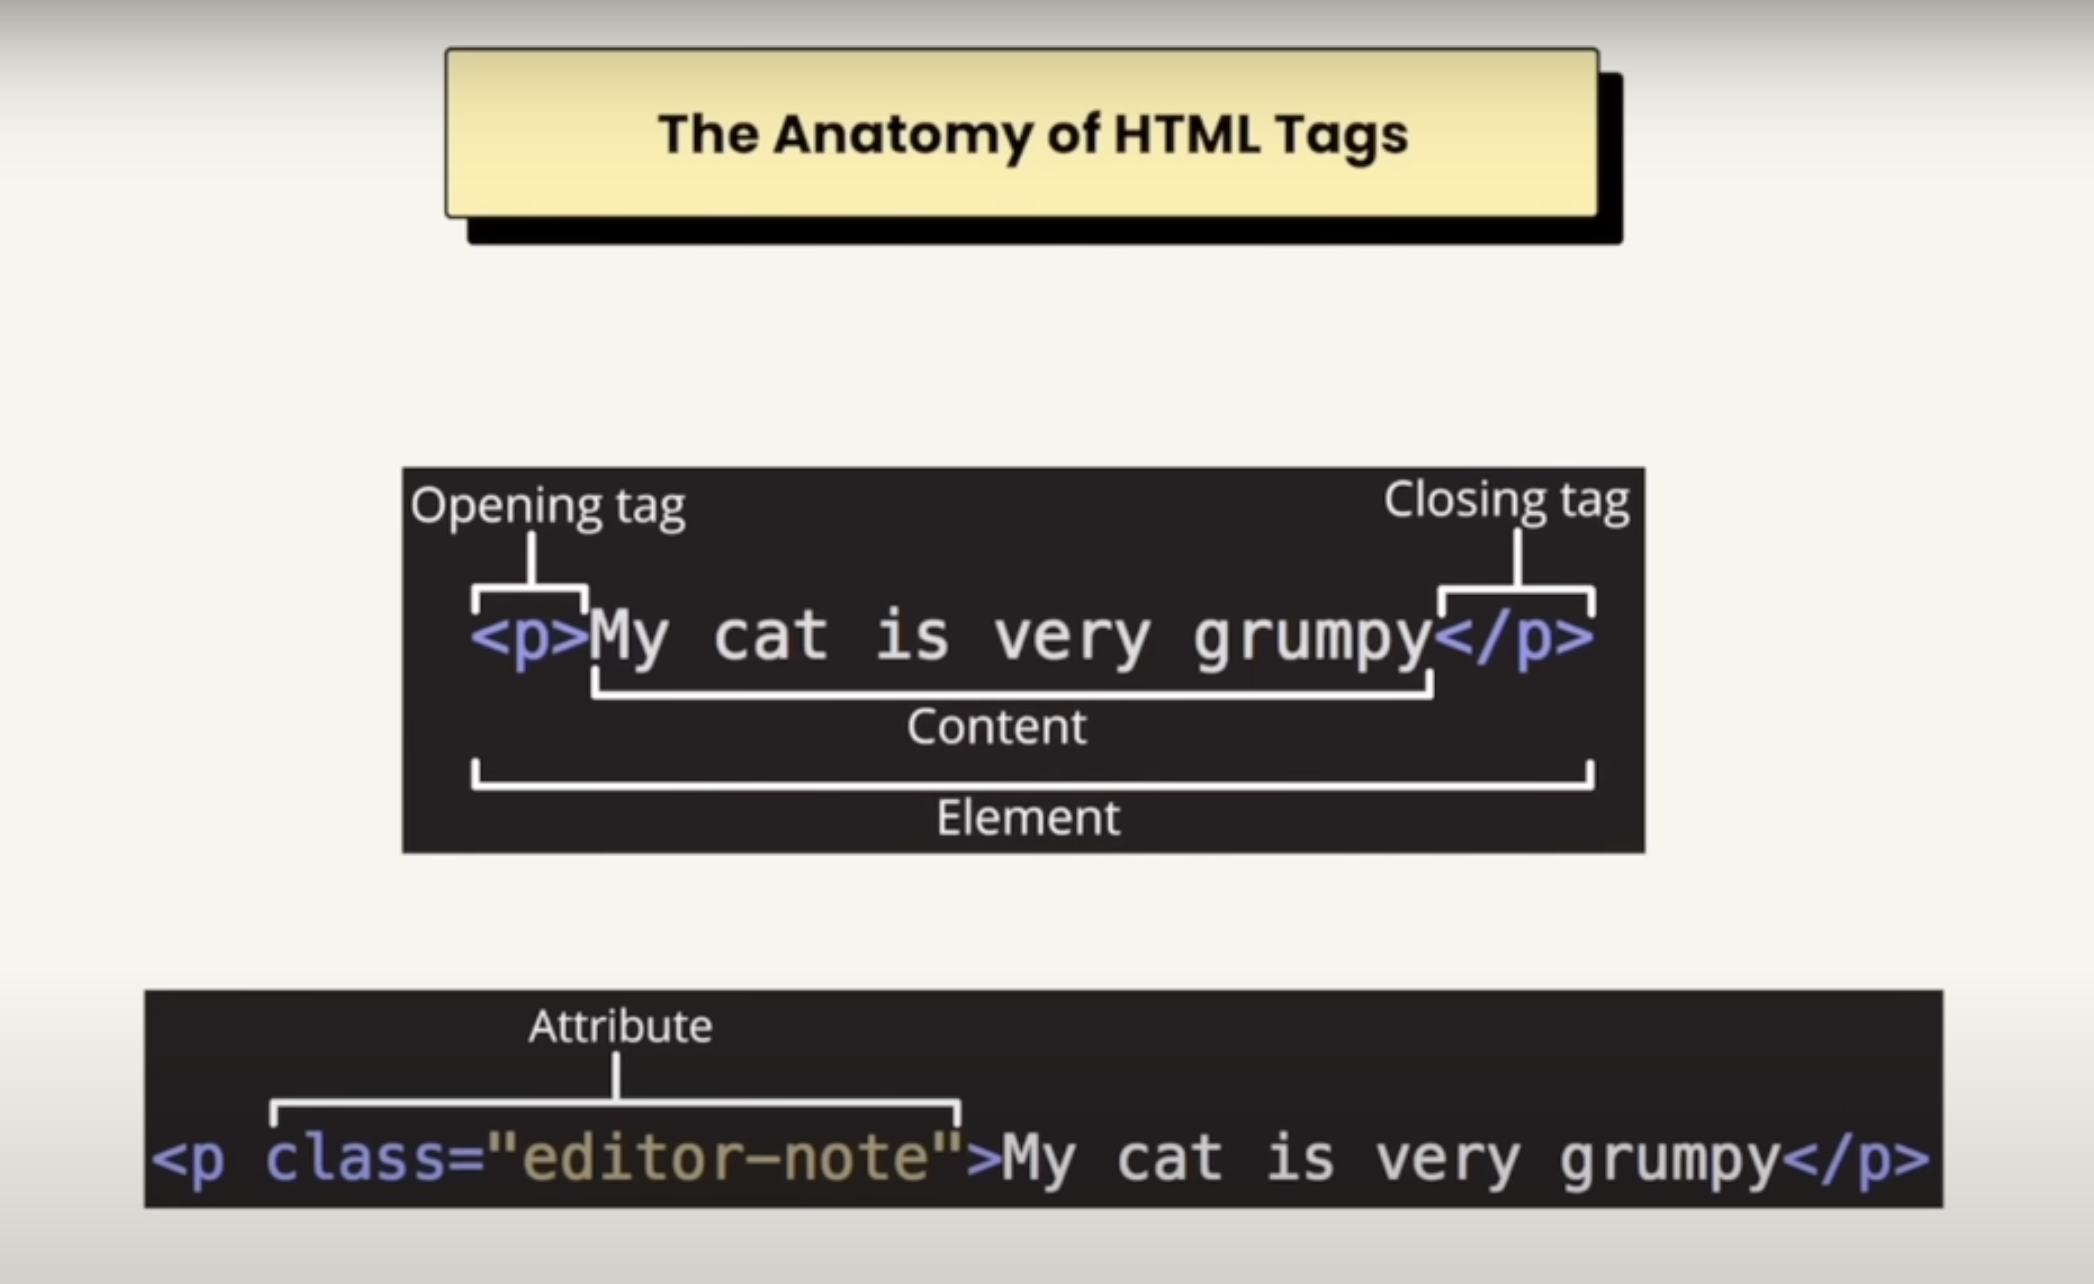 The Anatomy of HTML Tags
Opening tag
Closing tag
<p>My cat is very grumpy</p>
Content
Element
Attribute
<p class="editor-note">My cat is very grumpy</p>